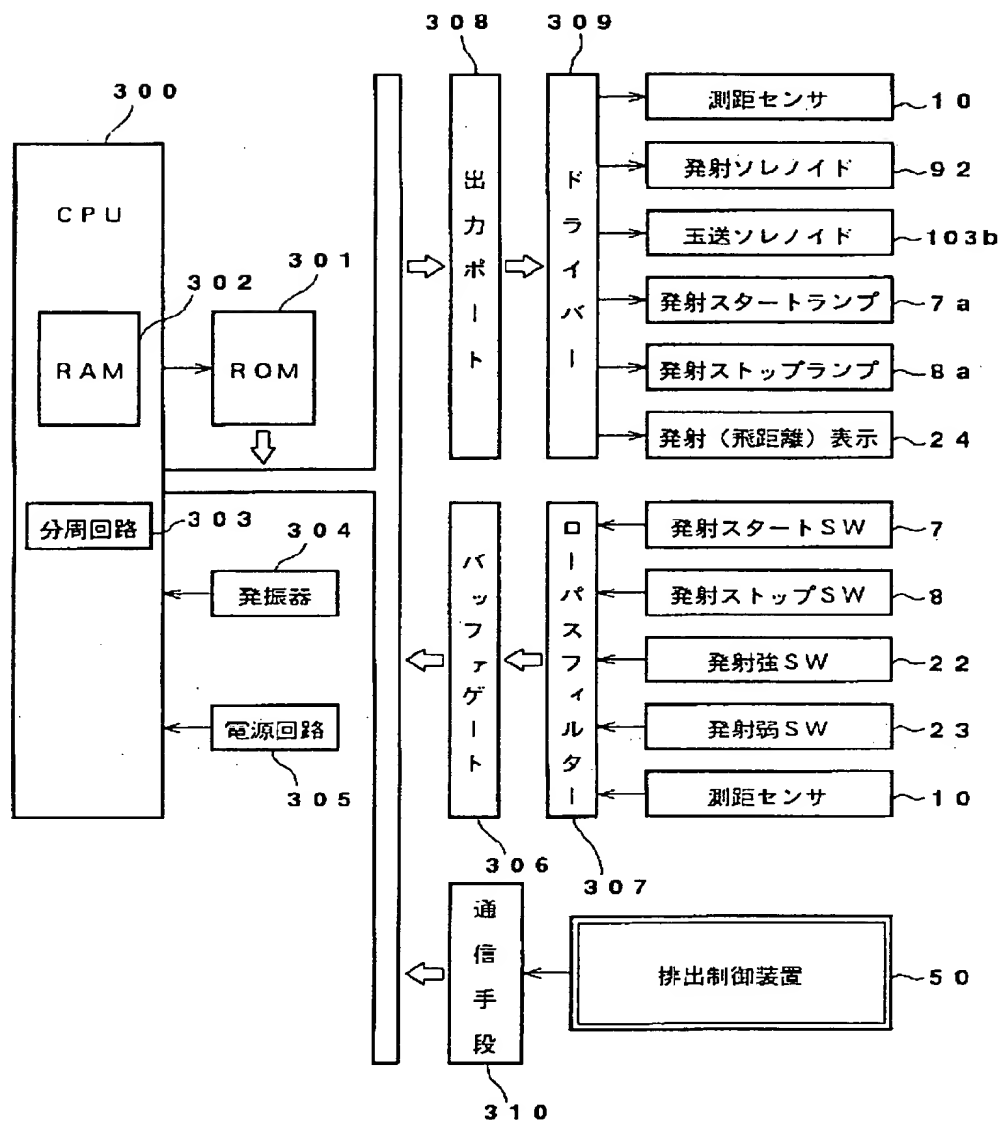 308
309
300
測距センサ
10
CPU
出力ポート
ドライバー
発射ソレノイド
92
玉送ソレノイド
103b
302
301
発射スタートランプ
7a
RAM
ROM
発射ストップランプ
8a
発射(飛距離)表示
24
分周回路
303
304
バッファゲート
ローパスフィルター
発射スタートSW
7
発振器
発射ストップSW
8
発射強SW
22
電源回路
305
発射弱SW
23
測距センサ
10
306
307
通信手段
排出制御装置
50
310